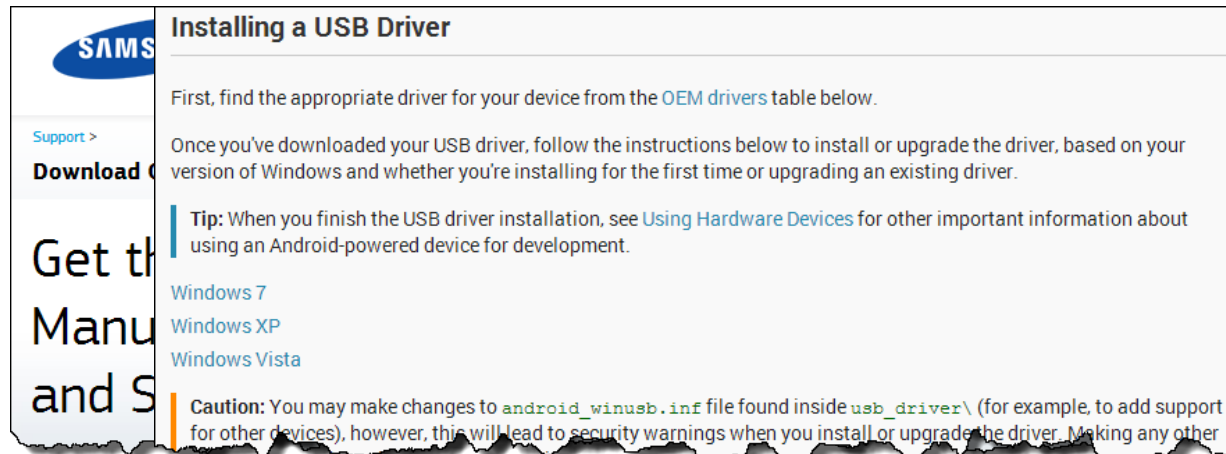 SAMS
Support >
Download
Get th
Manu
and S
Installing a USB Driver
First, find the appropriate driver for your device from the OEM drivers table below.
Once you've downloaded your USB driver, follow the instructions below to install or upgrade the driver, based on your
version of Windows and whether you're installing for the first time or upgrading an existing driver.
Tip: When you finish the USB driver installation, see Using Hardware Devices for other important information about
using an Android-powered device for development.
Windows 7
Windows XP
Windows Vista
Caution: You may make changes to android_winusb.inf file found inside usb_driver\ (for example, to add support
for other devices), however, this will lead to security warnings when you install or upgrade the driver. Making any other